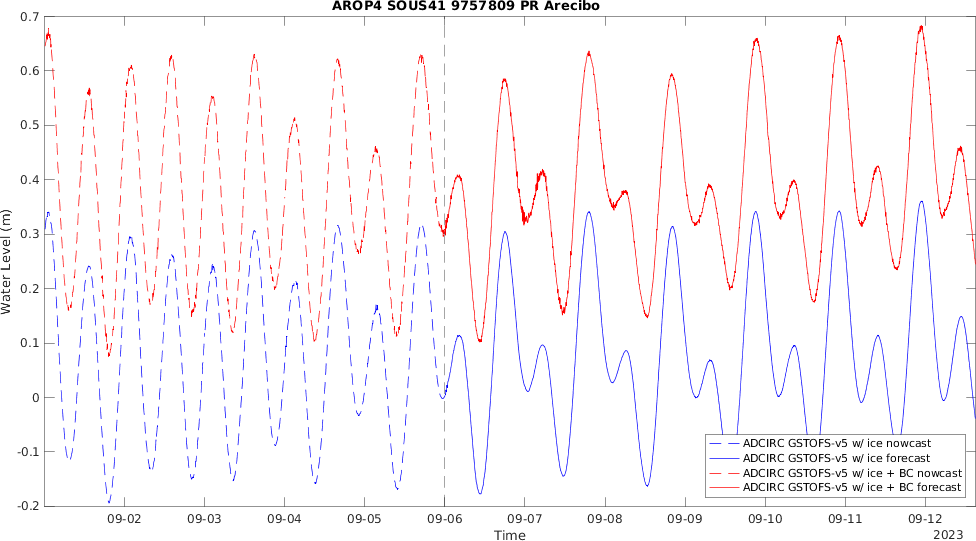 AROP4 SOUS41 9757809 PR Arecibo
0.7
0.6
0.5
0.4
0.3
0.2
0.1
0
-0.1
-0.2
Water Level (m)
ADCIRC GSTOFS-v5 w/ ice nowcast
ADCIRC GSTOFS-v5 w/ ice forecast
ADCIRC GSTOFS-v5 w/ ice + BC nowcast
ADCIRC GSTOFS-v5 w/ ice + BC forecast
09-02 09-03 09-04 09-05 09-06 09-07 09-08 09-09 09-10 09-11 09-12
Time
2023